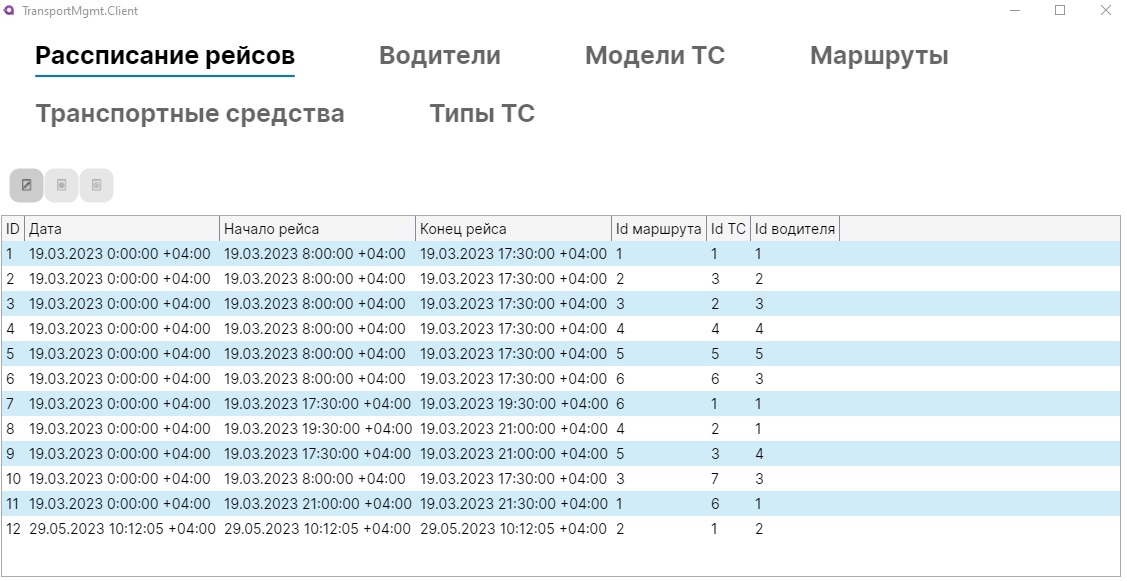 TransportMgmt.Client
Рассписание рейсов Водители Модели ТС Маршруты
Транспортные средства Типы ТС
ID Дата Начало рейса Конец рейса Id маршрута Id ТС Id водителя
1 19.03.2023 0:00:00 +04:00 19.03.2023 8:00:00 +04:00 19.03.2023 17:30:00 +04:00 1 1 1
2 19.03.2023 0:00:00 +04:00 19.03.2023 8:00:00 +04:00 19.03.2023 17:30:00 +04:00 2 3 2
3 19.03.2023 0:00:00 +04:00 19.03.2023 8:00:00 +04:00 19.03.2023 17:30:00 +04:00 3 2 3
4 19.03.2023 0:00:00 +04:00 19.03.2023 8:00:00 +04:00 19.03.2023 17:30:00 +04:00 4 4 4
5 19.03.2023 0:00:00 +04:00 19.03.2023 8:00:00 +04:00 19.03.2023 17:30:00 +04:00 5 5 5
6 19.03.2023 0:00:00 +04:00 19.03.2023 8:00:00 +04:00 19.03.2023 17:30:00 +04:00 6 6 3
7 19.03.2023 0:00:00 +04:00 19.03.2023 17:30:00 +04:00 19.03.2023 19:30:00 +04:00 6 1 1
8 19.03.2023 0:00:00 +04:00 19.03.2023 19:30:00 +04:00 19.03.2023 21:00:00 +04:00 4 2 1
9 19.03.2023 0:00:00 +04:00 19.03.2023 17:30:00 +04:00 19.03.2023 21:00:00 +04:00 5 3 4
10 19.03.2023 0:00:00 +04:00 19.03.2023 8:00:00 +04:00 19.03.2023 17:30:00 +04:00 3 7 3
11 19.03.2023 0:00:00 +04:00 19.03.2023 21:00:00 +04:00 19.03.2023 21:30:00 +04:00 1 6 1
12 29.05.2023 10:12:05 +04:00 29.05.2023 10:12:05 +04:00 29.05.2023 10:12:05 +04:00 2 1 2